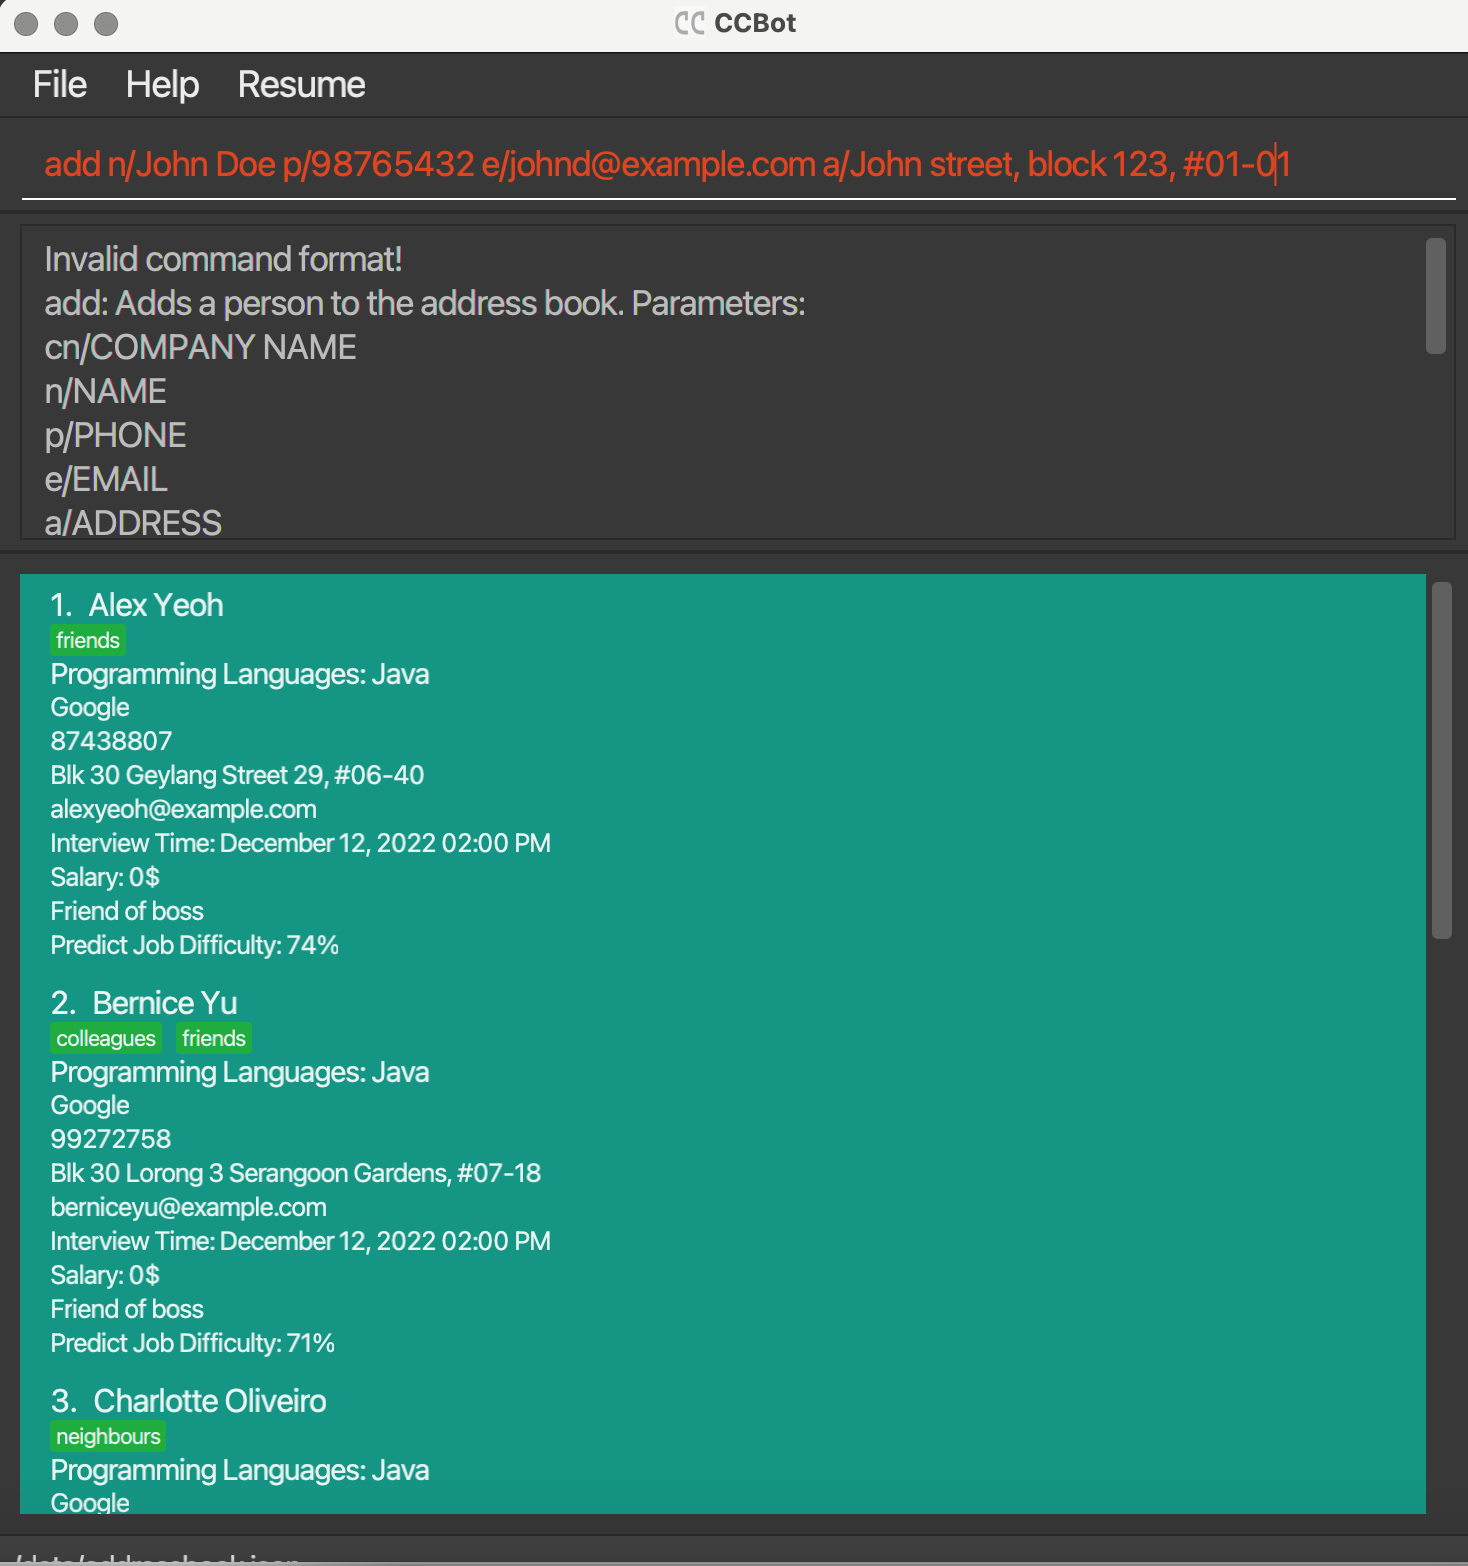 CCBot
File Help Resume
add n/John Doe p/98765432 e/johnd@example.com a/John street, block 123, #01-01
Invalid command format!
add: Adds a person to the address book. Parameters:
cn/COMPANY NAME
n/NAME
p/PHONE
e/EMAIL
a/ADDRESS
1. Alex Yeoh
friends
Programming Languages: Java
Google
87438807
Blk 30 Geylang Street 29, #06-40
alexyeoh@example.com
Interview Time: December 12, 2022 02:00 PM
Salary: 0$
Friend of boss
Predict Job Difficulty: 74%
2. Bernice Yu
colleagues friends
Programming Languages: Java
Google
99272758
Blk 30 Lorong 3 Serangoon Gardens, #07-18
berniceyu@example.com
Interview Time: December 12, 2022 02:00 PM
Salary: 0$
Friend of boss
Predict Job Difficulty: 71%
3. Charlotte Oliveiro
neighbours
Programming Languages: Java
Google